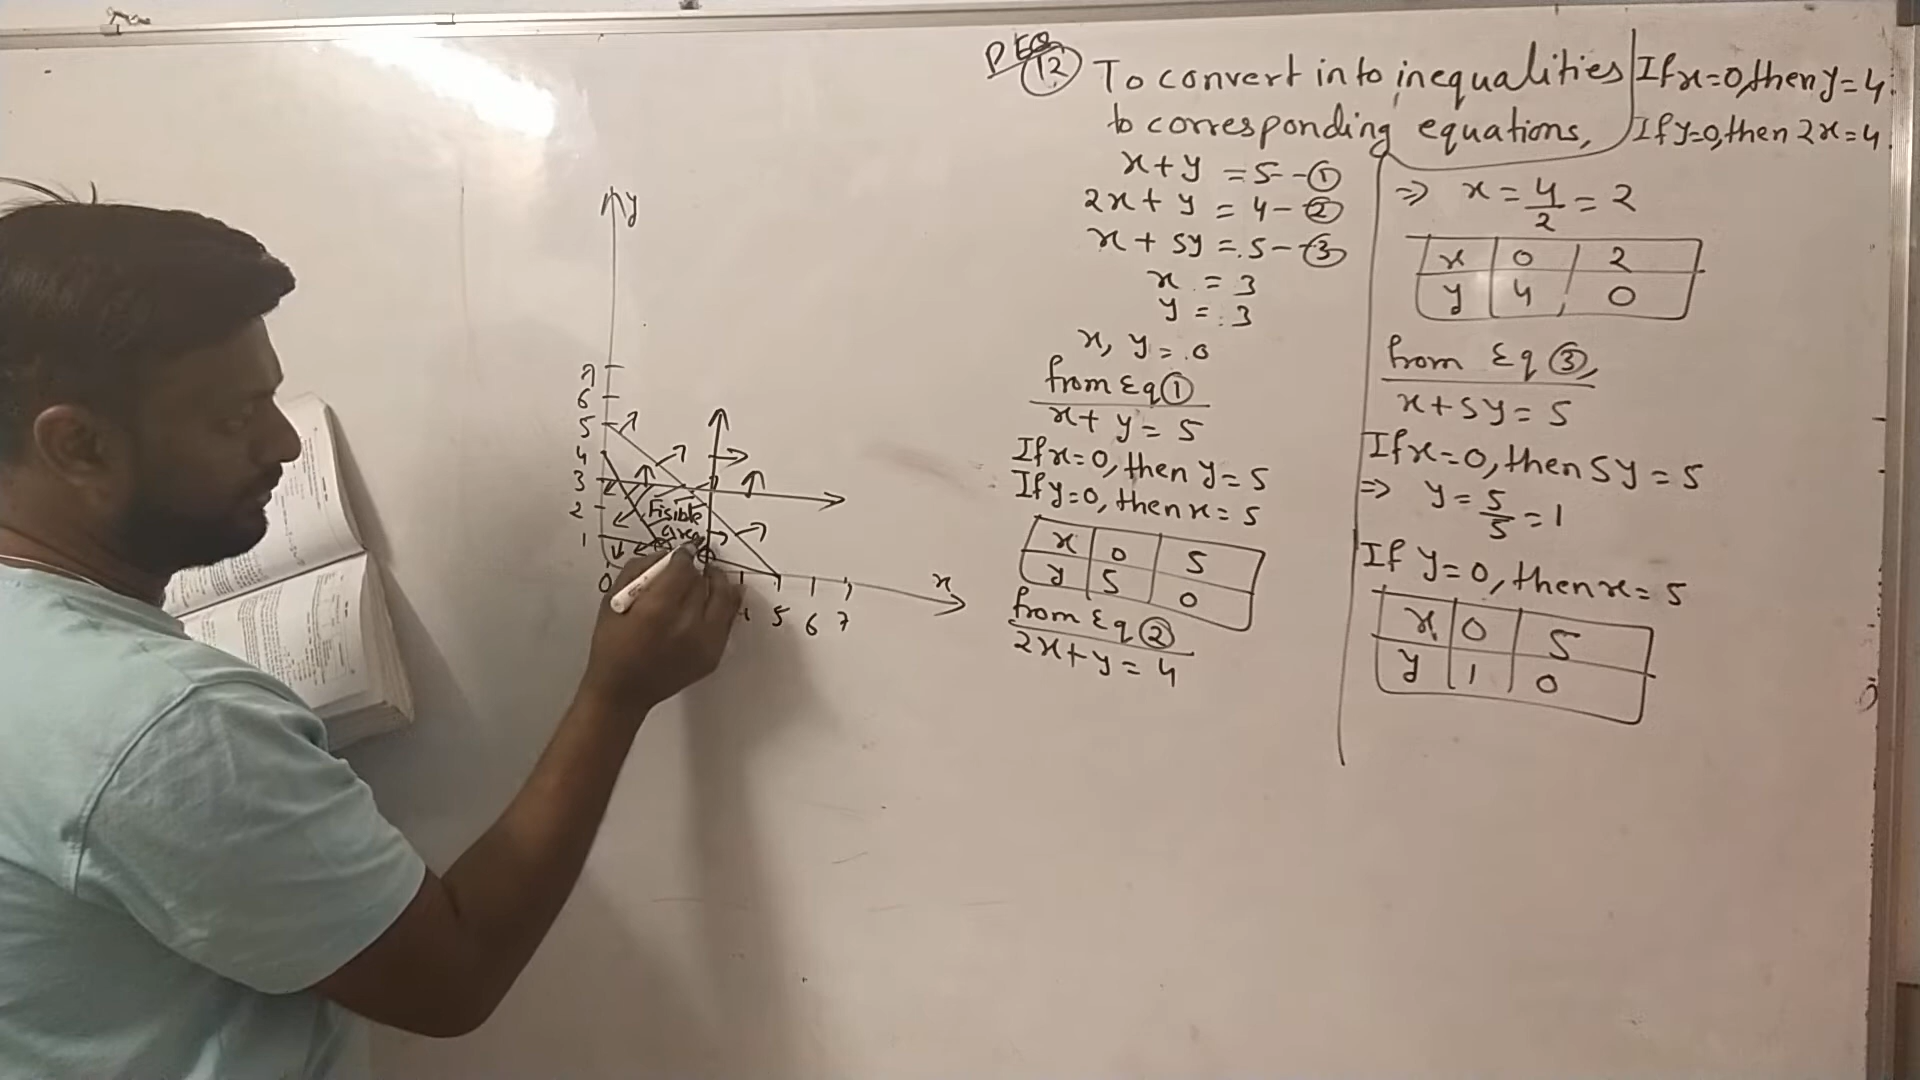 PEQ
12 To convert in to inequalities
to corresponding equations,
x + y = 5 - ①
2x + y = 4 - ②
x + 5y = 5 - ③
x = 3
y = 3
x, y = 0
from Eq ①
x + y = 5
If x=0, then y = 5
If y=0, then x = 5
x 0 5
y 5 0
from Eq ②
2x + y = 4
If x=0, then y = 4
If y=0, then 2x = 4
⇒ x = 4/2 = 2
x 0 2
y 4 0
from Eq ③,
x + 5y = 5
If x=0, then 5y = 5
⇒ y = 5/5 = 1
If y=0, then x = 5
x 0 5
y 1 0
y
7
6
5
4
3
2
1
0
Fisible
area
5 6 7
x